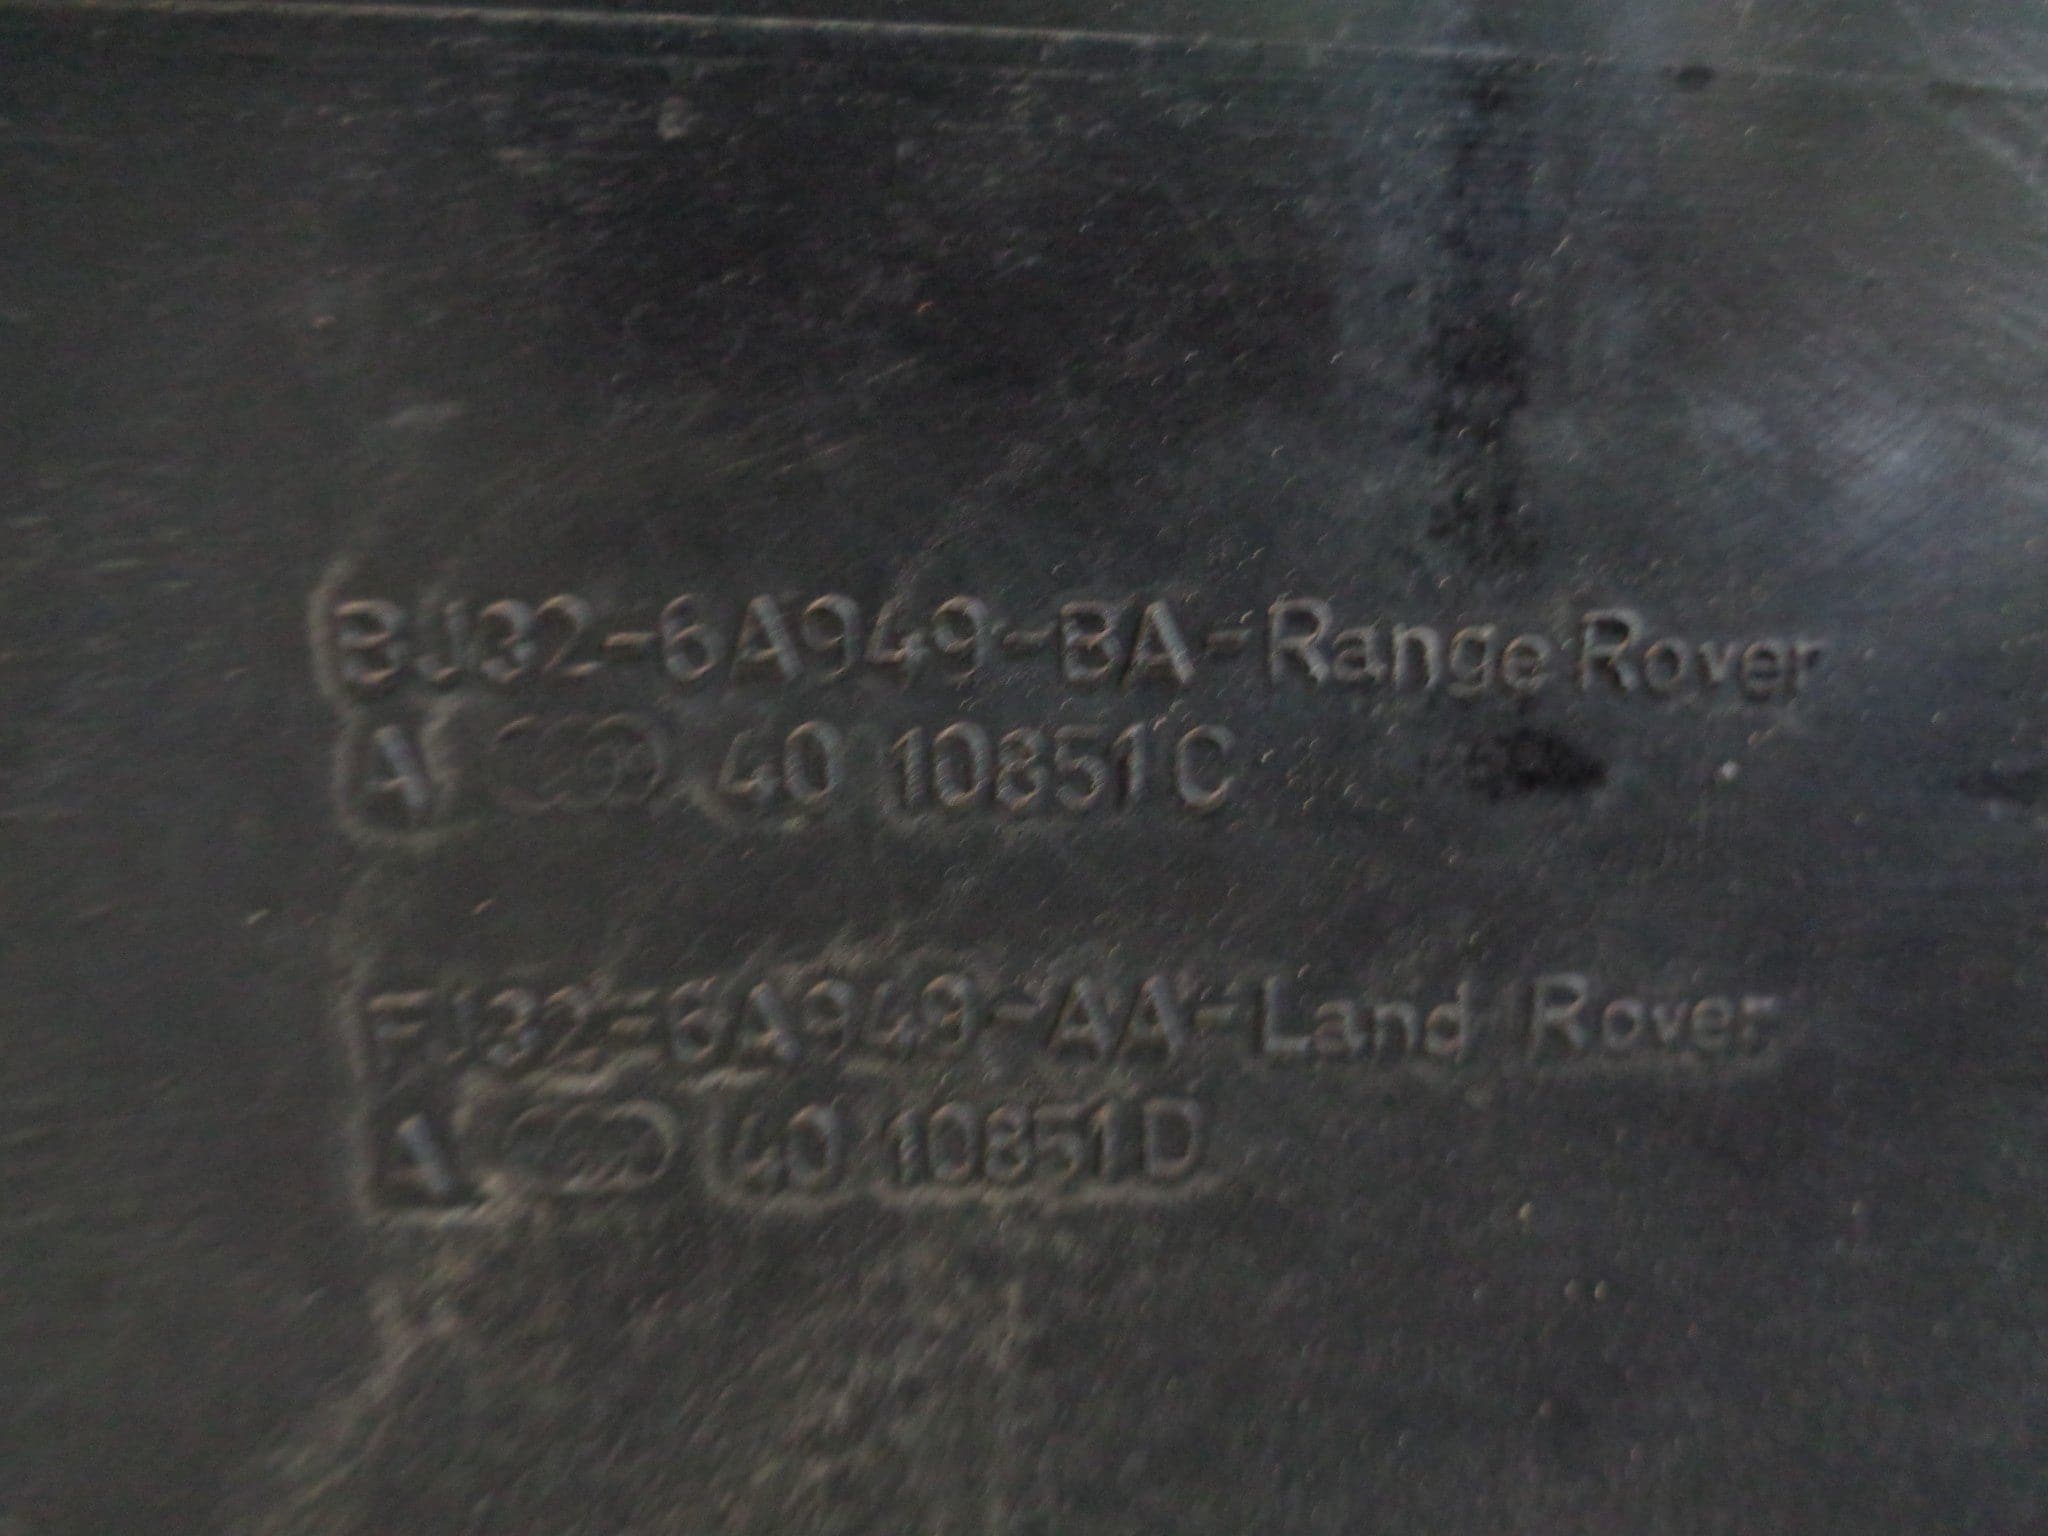 BJ32-6A949-BA-Range Rover
A 40 10851C
FJ32-6A949-AA-Land Rover
A 40 10851D